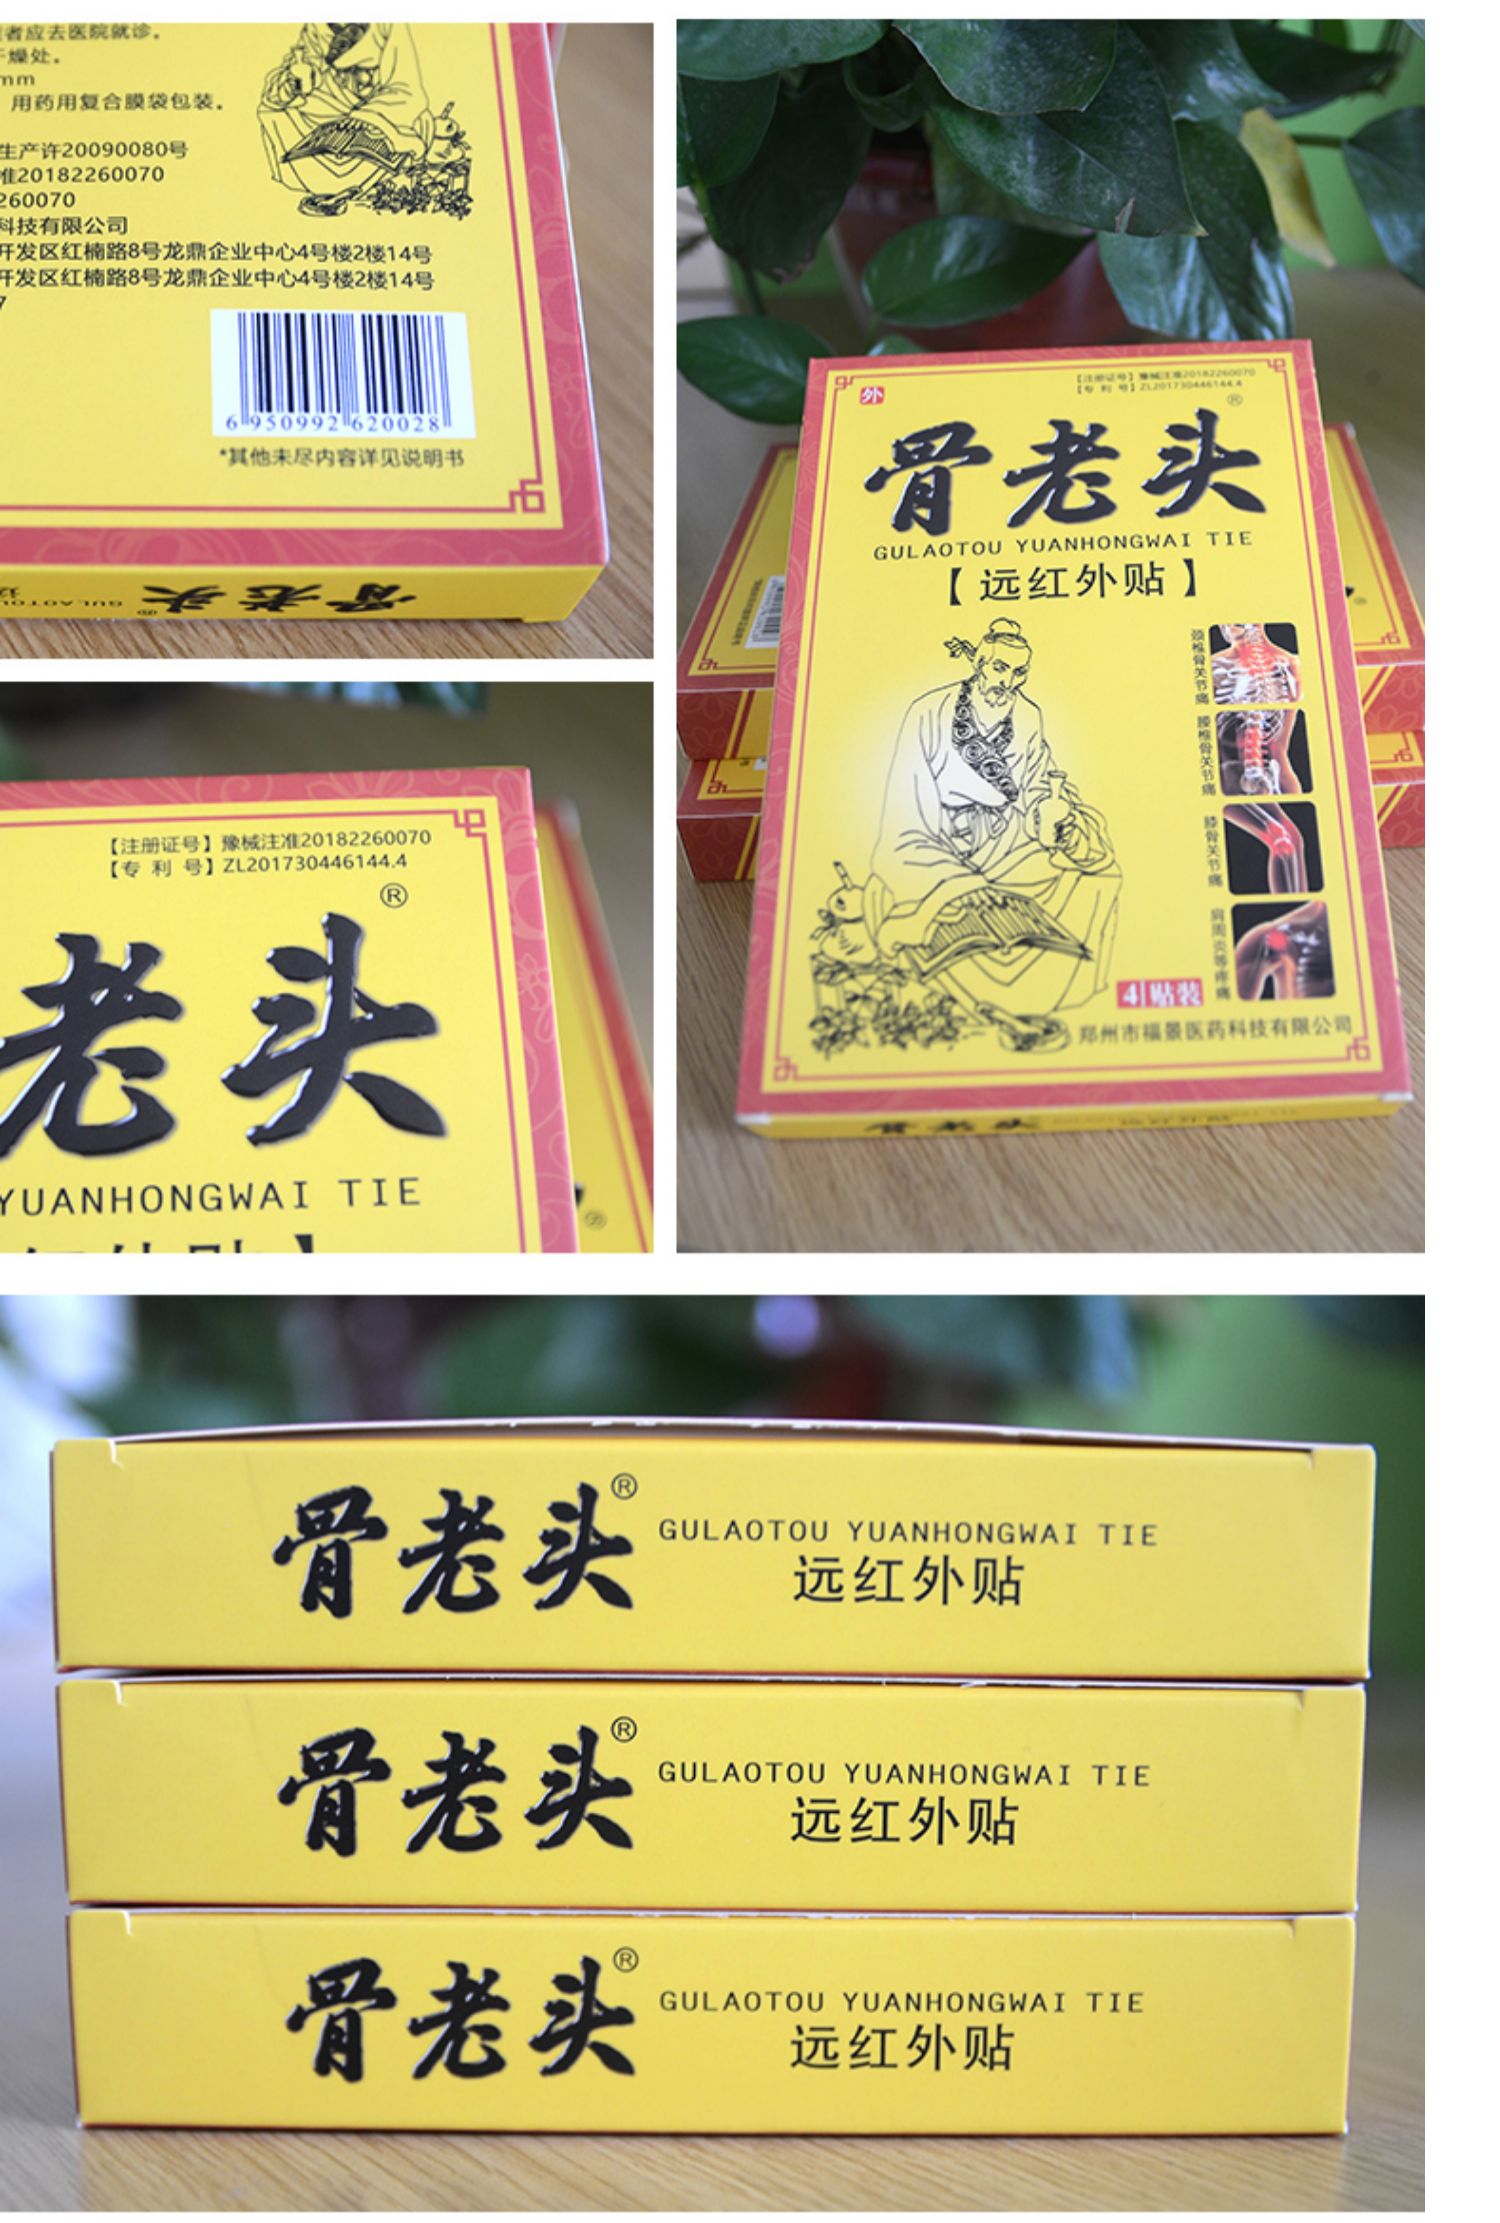 者应去医院就诊。
燥处。
mm
用药用复合膜袋包装。
生产许20090080号
准20182260070
260070
科技有限公司
开发区红楠路8号龙鼎企业中心4号楼2楼14号
开发区红楠路8号龙鼎企业中心4号楼2楼14号
7
6 950992 620028
*其他未尽内容详见说明书
骨老头®
GULAOTOU
外
【注册证号】豫械注准20182260070
【专 利 号】ZL201730446144.4
®
骨老头
GULAOTOU YUANHONGWAI TIE
【远红外贴】
颈椎骨关节痛
腰椎骨关节痛
膝骨关节痛
肩周炎等疼痛
4贴装
郑州市福景医药科技有限公司
骨老头
【注册证号】豫械注准20182260070
【专 利 号】ZL201730446144.4
®
老头
YUANHONGWAI TIE
红外贴】
®
骨老头® GULAOTOU YUANHONGWAI TIE
远红外贴
骨老头® GULAOTOU YUANHONGWAI TIE
远红外贴
骨老头® GULAOTOU YUANHONGWAI TIE
远红外贴